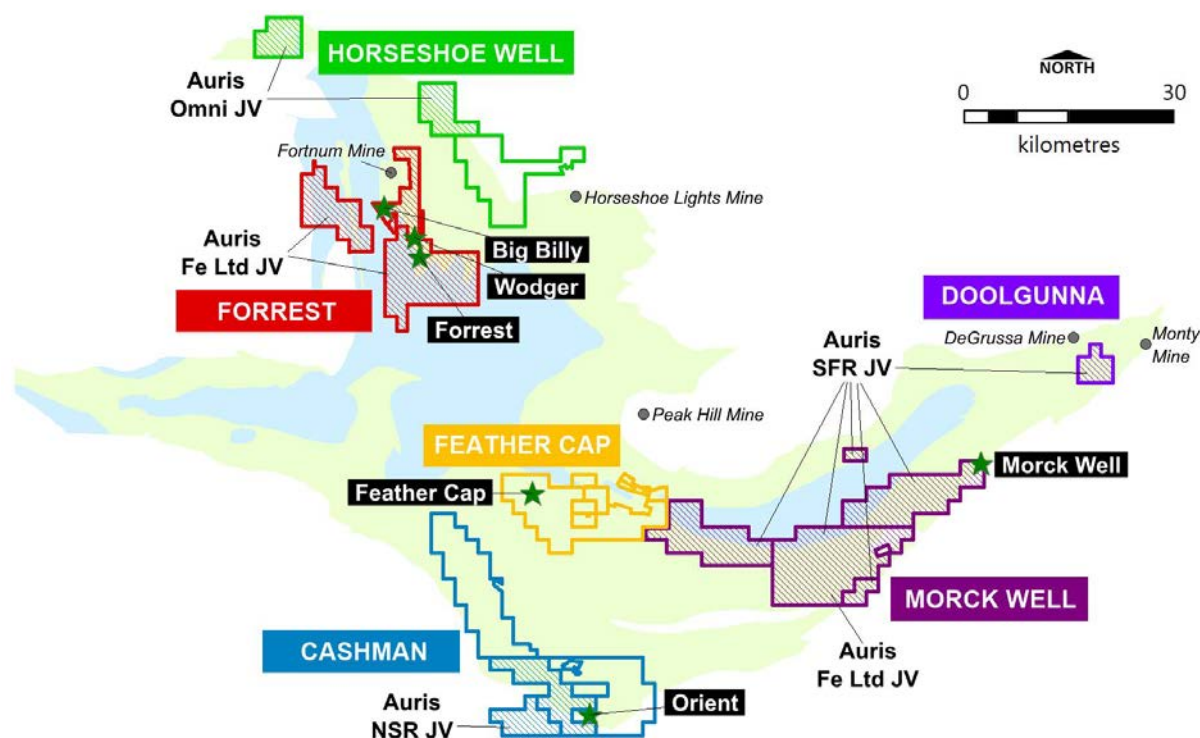 HORSESHOE WELL
Auris
Omni JV
NORTH
0
30
kilometres
Fortnum Mine
Horseshoe Lights Mine
Auris
Fe Ltd JV
Big Billy
Wodger
FORREST
Forrest
DOOLGUNNA
DeGrussa Mine
Monty
Mine
Auris
SFR JV
Peak Hill Mine
FEATHER CAP
Feather Cap
Morck Well
MORCK WELL
CASHMAN
Auris
Fe Ltd JV
Auris
NSR JV
Orient